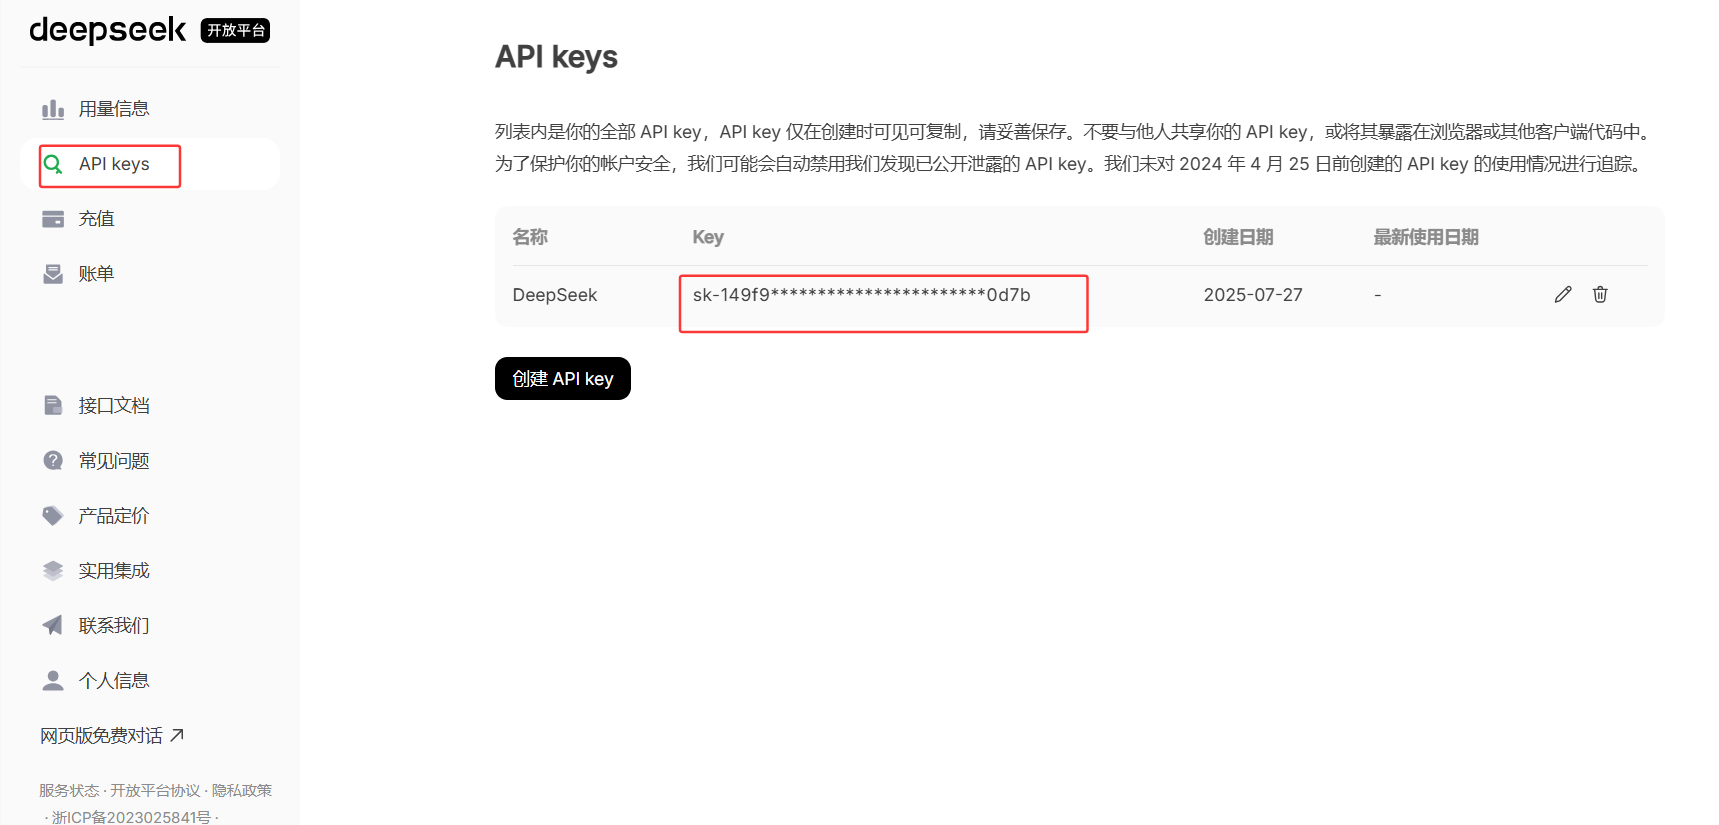 deepseek 开放平台
用量信息
API keys
充值
账单
接口文档
常见问题
产品定价
实用集成
联系我们
个人信息
网页版免费对话
服务状态 · 开放平台协议 · 隐私政策
· 浙ICP备2023025841号 ·
API keys
列表内是你的全部 API key，API key 仅在创建时可见可复制，请妥善保存。不要与他人共享你的 API key，或将其暴露在浏览器或其他客户端代码中。
为了保护你的帐户安全，我们可能会自动禁用我们发现已公开泄露的 API key。我们未对 2024 年 4 月 25 日前创建的 API key 的使用情况进行追踪。
名称 Key 创建日期 最新使用日期
DeepSeek sk-149f9***********************0d7b 2025-07-27 -
创建 API key